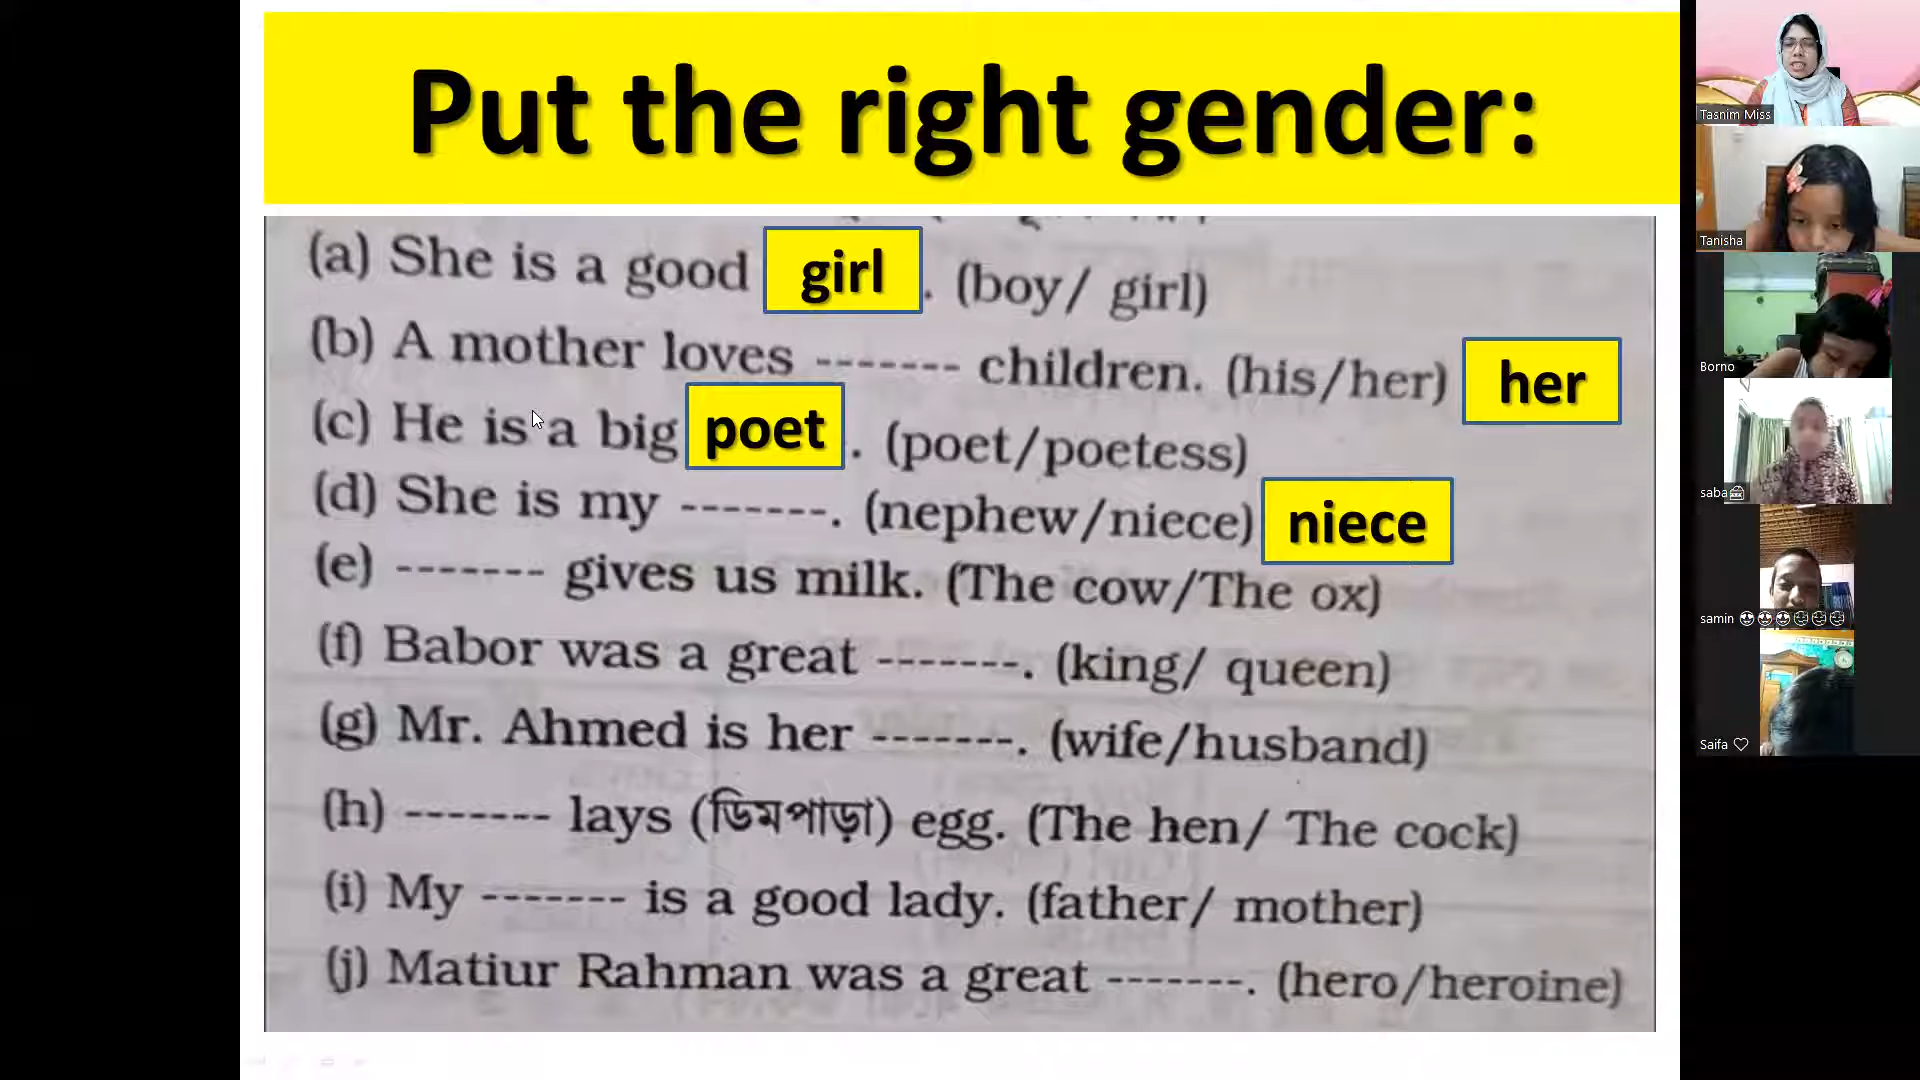 Put the right gender:
(a) She is a good girl . (boy/ girl)
(b) A mother loves ------- children. (his/her) her
(c) He is a big poet . (poet/poetess)
(d) She is my -------. (nephew/niece) niece
(e) ------- gives us milk. (The cow/The ox)
(f) Babor was a great -------. (king/ queen)
(g) Mr. Ahmed is her -------. (wife/husband)
(h) ------- lays (ডিমপাড়া) egg. (The hen/ The cock)
(i) My ------- is a good lady. (father/ mother)
(j) Matiur Rahman was a great -------. (hero/heroine)
Tasnim Miss
Tanisha
Borno
saba
samin
Saifa